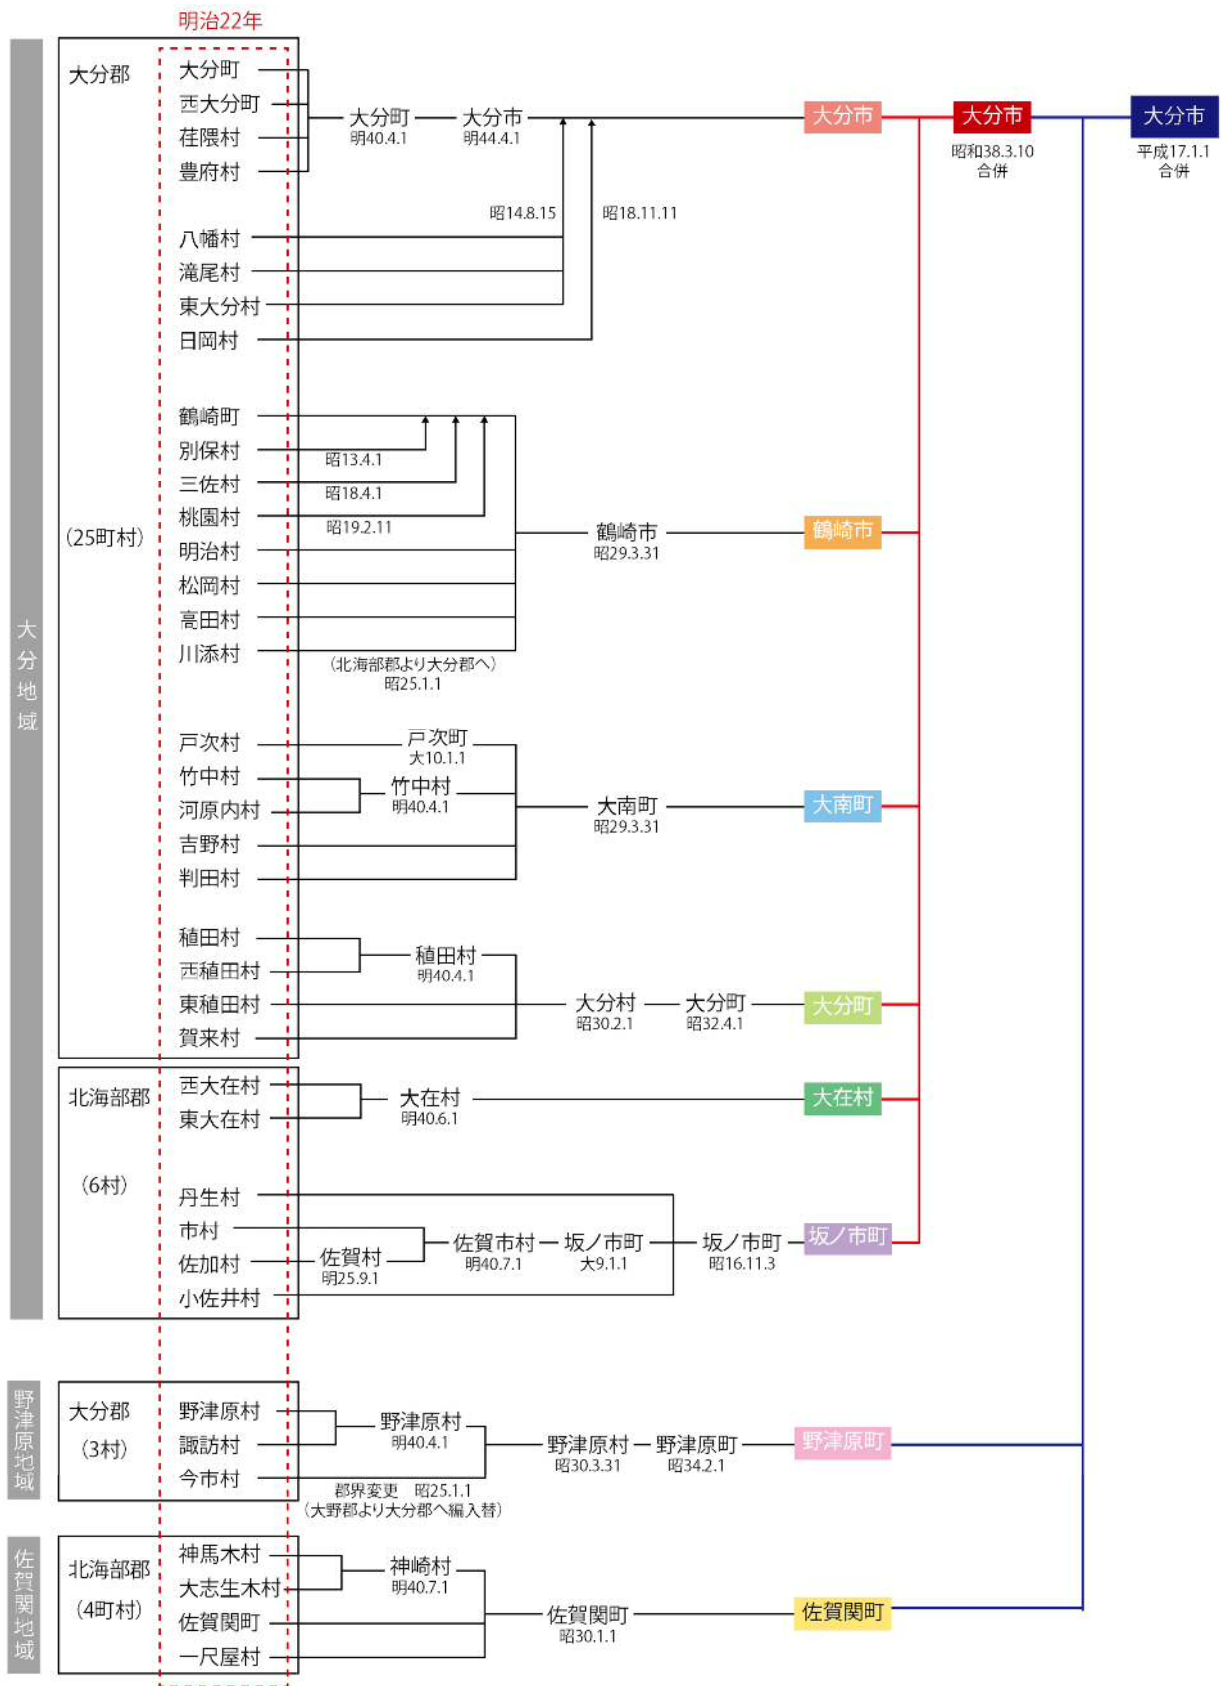 明治22年
大分地域
大分郡
(25町村)
大分町
西大分町
荏隈村
豊府村
大分町
明40.4.1
大分市
明44.4.1
大分市
大分市
昭和38.3.10
合併
大分市
平成17.1.1
合併
昭14.8.15
昭18.11.11
八幡村
滝尾村
東大分村
日岡村
鶴崎町
別保村
昭13.4.1
三佐村
昭18.4.1
桃園村
昭19.2.11
明治村
松岡村
高田村
川添村
(北海部郡より大分郡へ)
昭25.1.1
鶴崎市
昭29.3.31
鶴崎市
戸次村
戸次町
大10.1.1
竹中村
河原内村
竹中村
明40.4.1
吉野村
判田村
大南町
昭29.3.31
大南町
稙田村
西稙田村
稙田村
明40.4.1
東稙田村
賀来村
大分村
昭30.2.1
大分町
昭32.4.1
大分町
北海部郡
(6村)
西大在村
東大在村
大在村
明40.6.1
大在村
丹生村
市村
佐加村
佐賀村
明25.9.1
小佐井村
佐賀市村
明40.7.1
坂ノ市町
大9.1.1
坂ノ市町
昭16.11.3
坂ノ市町
野津原地域
大分郡
(3村)
野津原村
諏訪村
今市村
野津原村
明40.4.1
郡界変更 昭25.1.1
(大野郡より大分郡へ編入替)
野津原村
昭30.3.31
野津原町
昭34.2.1
野津原町
佐賀関地域
北海部郡
(4町村)
神馬木村
大志生木村
佐賀関町
一尺屋村
神崎村
明40.7.1
佐賀関町
昭30.1.1
佐賀関町